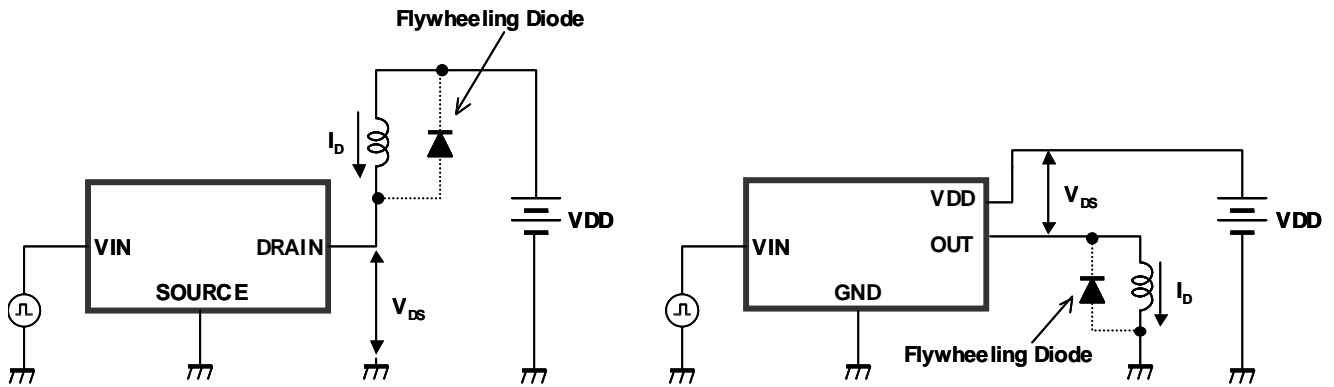 Flywheeling Diode
I_D
VIN
DRAIN
SOURCE
V_DS
VDD
VDD
V_DS
VIN
OUT
GND
I_D
VDD
Flywheeling Diode